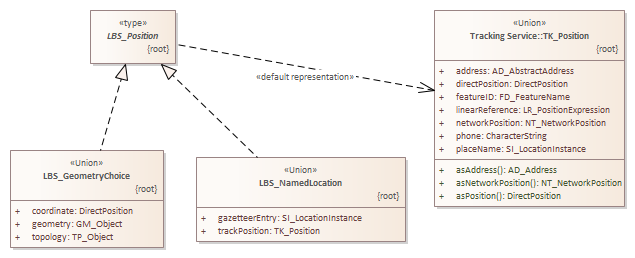 «type»
LBS_Position
{root}
«Union»
Tracking Service::TK_Position
{root}
+ address: AD_AbstractAddress
+ directPosition: DirectPosition
+ featureID: FD_FeatureName
+ linearReference: LR_PositionExpression
+ networkPosition: NT_NetworkPosition
+ phone: CharacterString
+ placeName: SI_LocationInstance
+ asAddress(): AD_Address
+ asNetworkPosition(): NT_NetworkPosition
+ asPosition(): DirectPosition
«default representation»
«Union»
LBS_GeometryChoice
{root}
+ coordinate: DirectPosition
+ geometry: GM_Object
+ topology: TP_Object
«Union»
LBS_NamedLocation
{root}
+ gazetteerEntry: SI_LocationInstance
+ trackPosition: TK_Position